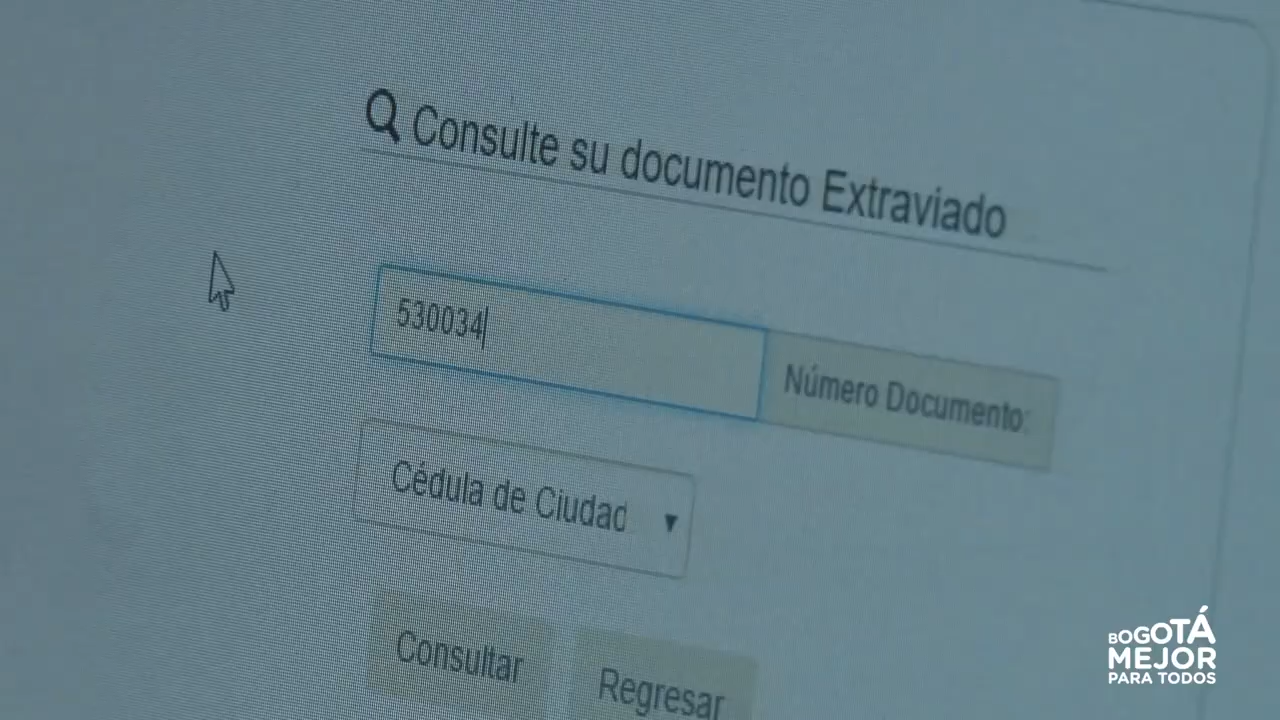 Consulte su documento Extraviado
530034
Número Documento:
Cédula de Ciudad
Consultar
Regresar
BOGOTÁ
MEJOR
PARA TODOS